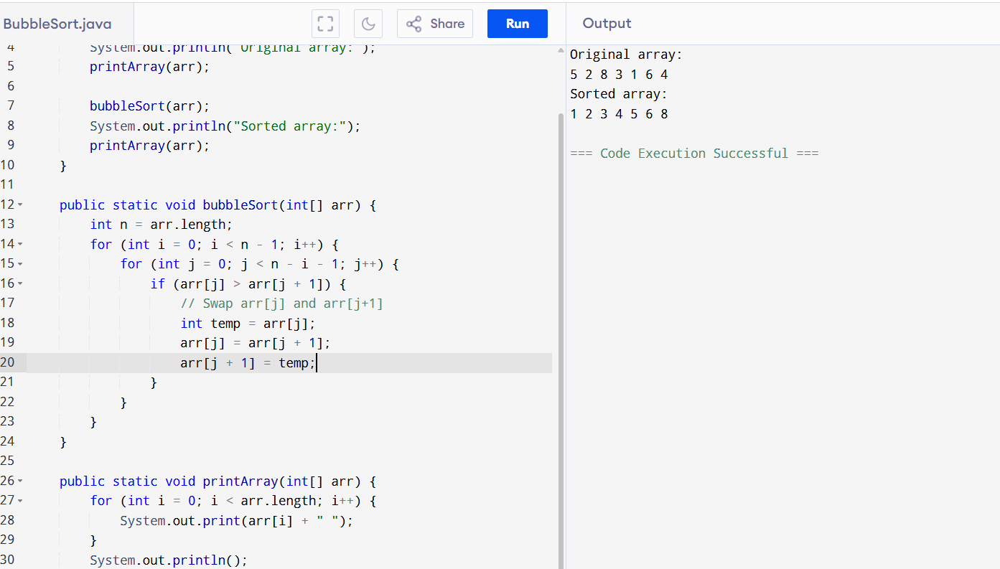 BubbleSort.java
Share
Run
Output
4 System.out.println("Original array:");
5 printArray(arr);
6
7 bubbleSort(arr);
8 System.out.println("Sorted array:");
9 printArray(arr);
10 }
11
12 public static void bubbleSort(int[] arr) {
13 int n = arr.length;
14 for (int i = 0; i < n - 1; i++) {
15 for (int j = 0; j < n - i - 1; j++) {
16 if (arr[j] > arr[j + 1]) {
17 // Swap arr[j] and arr[j+1]
18 int temp = arr[j];
19 arr[j] = arr[j + 1];
20 arr[j + 1] = temp;
21 }
22 }
23 }
24 }
25
26 public static void printArray(int[] arr) {
27 for (int i = 0; i < arr.length; i++) {
28 System.out.print(arr[i] + " ");
29 }
30 System.out.println();
Original array:
5 2 8 3 1 6 4
Sorted array:
1 2 3 4 5 6 8
=== Code Execution Successful ===